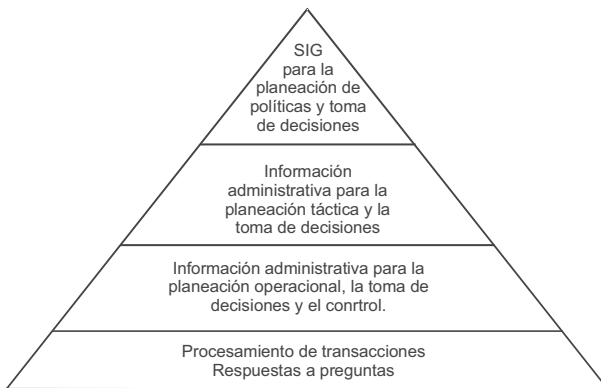 SIG
para la
planeación de
políticas y toma
de decisiones
Información
administrativa para la
planeación táctica y la
toma de decisiones
Información administrativa para la
planeación operacional, la toma de
decisiones y el conrtrol.
Procesamiento de transacciones
Respuestas a preguntas